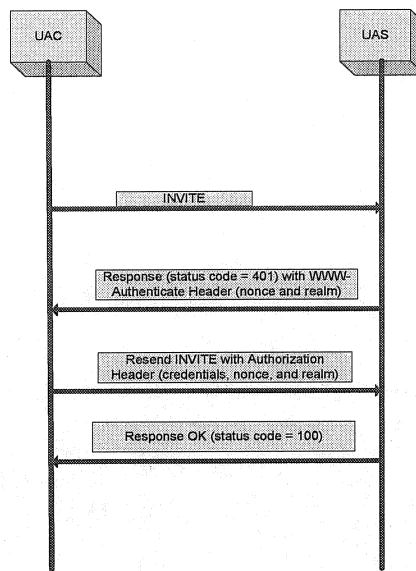 UAC
UAS
INVITE
Response (status code = 401) with WWW-
Authenticate Header (nonce and realm)
Resend INVITE with Authorization
Header (credentials, nonce, and realm)
Response OK (status code = 100)